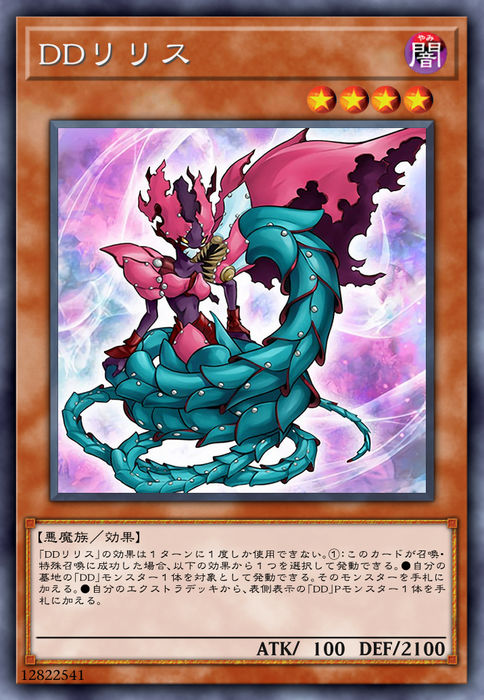 DDリリス
やみ
闇
【悪魔族／効果】
「DDリリス」の効果は１ターンに１度しか使用できない。①：このカードが召喚・
特殊召喚に成功した場合、以下の効果から１つを選択して発動できる。●自分の
墓地の「DD」モンスター１体を対象として発動できる。そのモンスターを手札に
加える。●自分のエクストラデッキから、表側表示の「DD」Pモンスター１体を手
札に加える。
ATK/ 100 DEF/2100
12822541